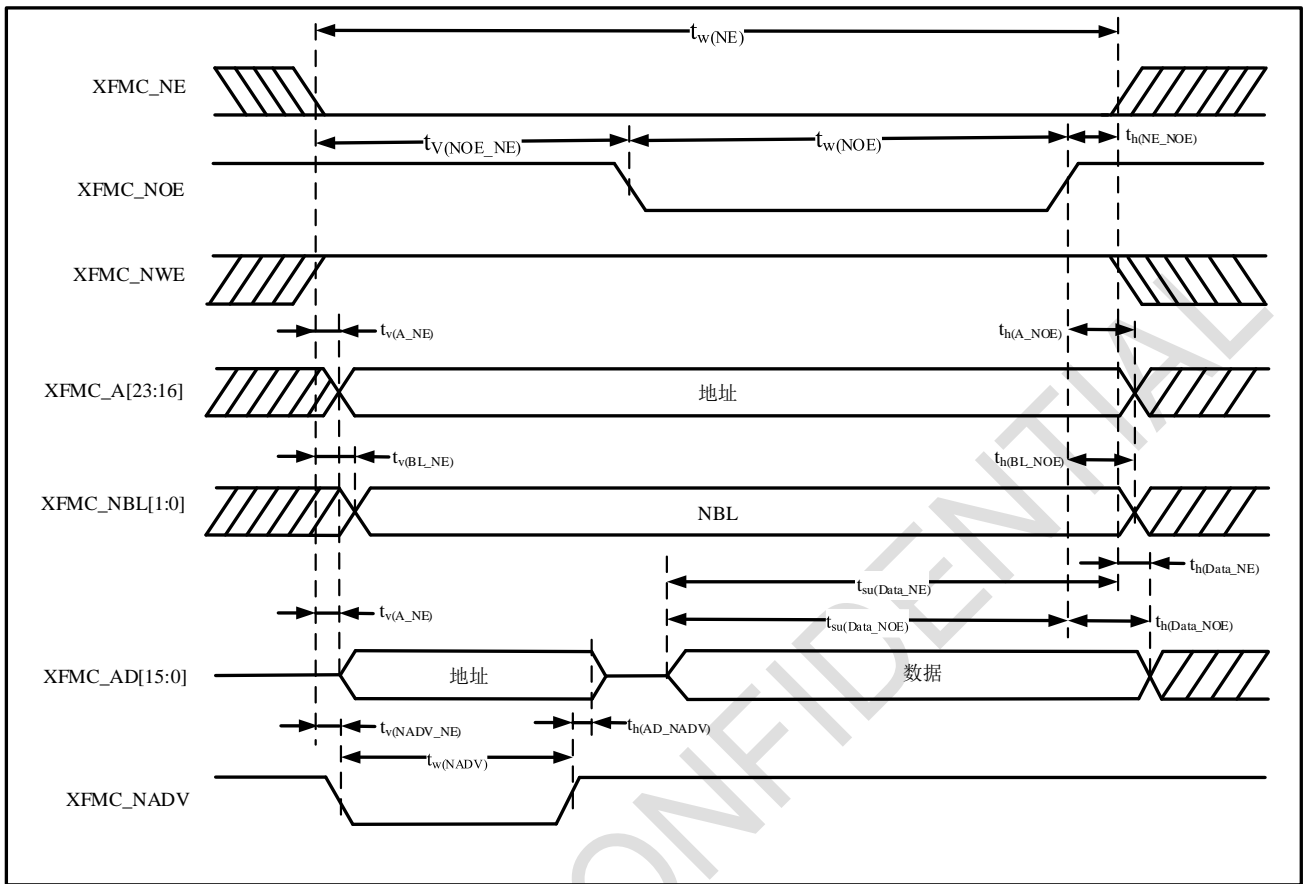 tw(NE)
XFMC_NE
tV(NOE_NE)
tw(NOE)
th(NE_NOE)
XFMC_NOE
XFMC_NWE
tv(A_NE)
th(A_NOE)
XFMC_A[23:16]
地址
tv(BL_NE)
th(BL_NOE)
XFMC_NBL[1:0]
NBL
tsu(Data_NE)
th(Data_NE)
tv(A_NE)
tsu(Data_NOE)
th(Data_NOE)
XFMC_AD[15:0]
地址
数据
tv(NADV_NE)
th(AD_NADV)
tw(NADV)
XFMC_NADV
ONFIDENTIAL